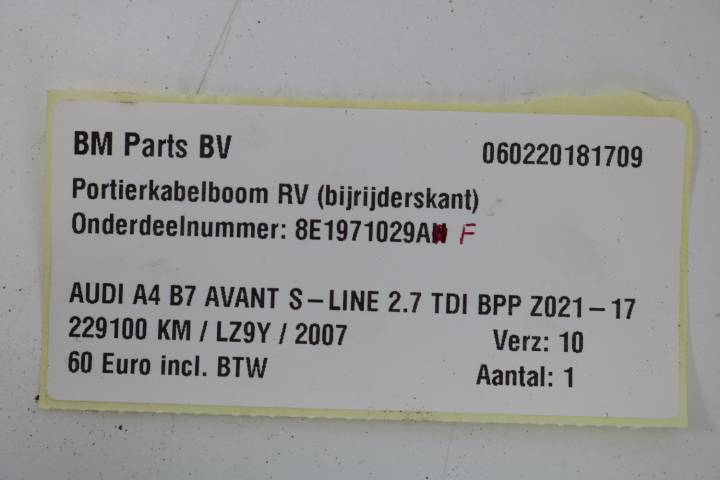 BM Parts BV 060220181709
Portierkabelboom RV (bijrijderskant)
Onderdeelnummer: 8E1971029A F
AUDI A4 B7 AVANT S-LINE 2.7 TDI BPP Z021-17
229100 KM / LZ9Y / 2007 Verz: 10
60 Euro incl. BTW Aantal: 1